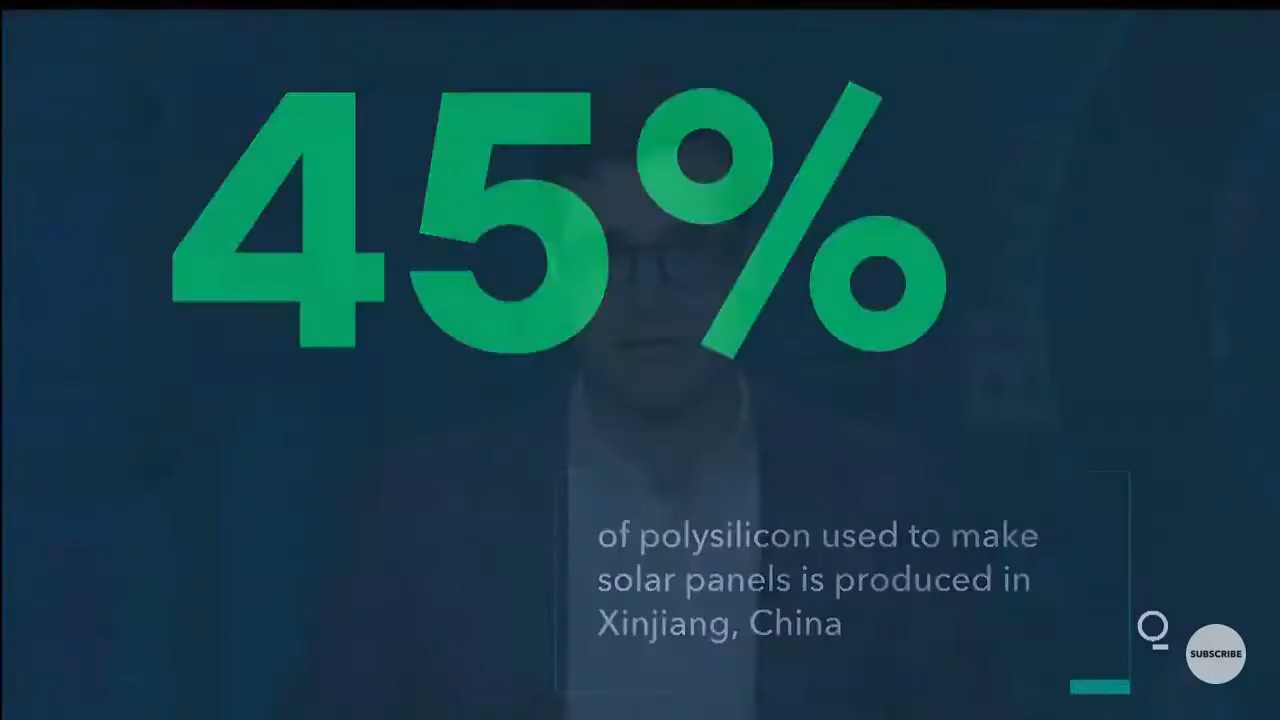 45%
of polysilicon used to make
solar panels is produced in
Xinjiang, China
SUBSCRIBE